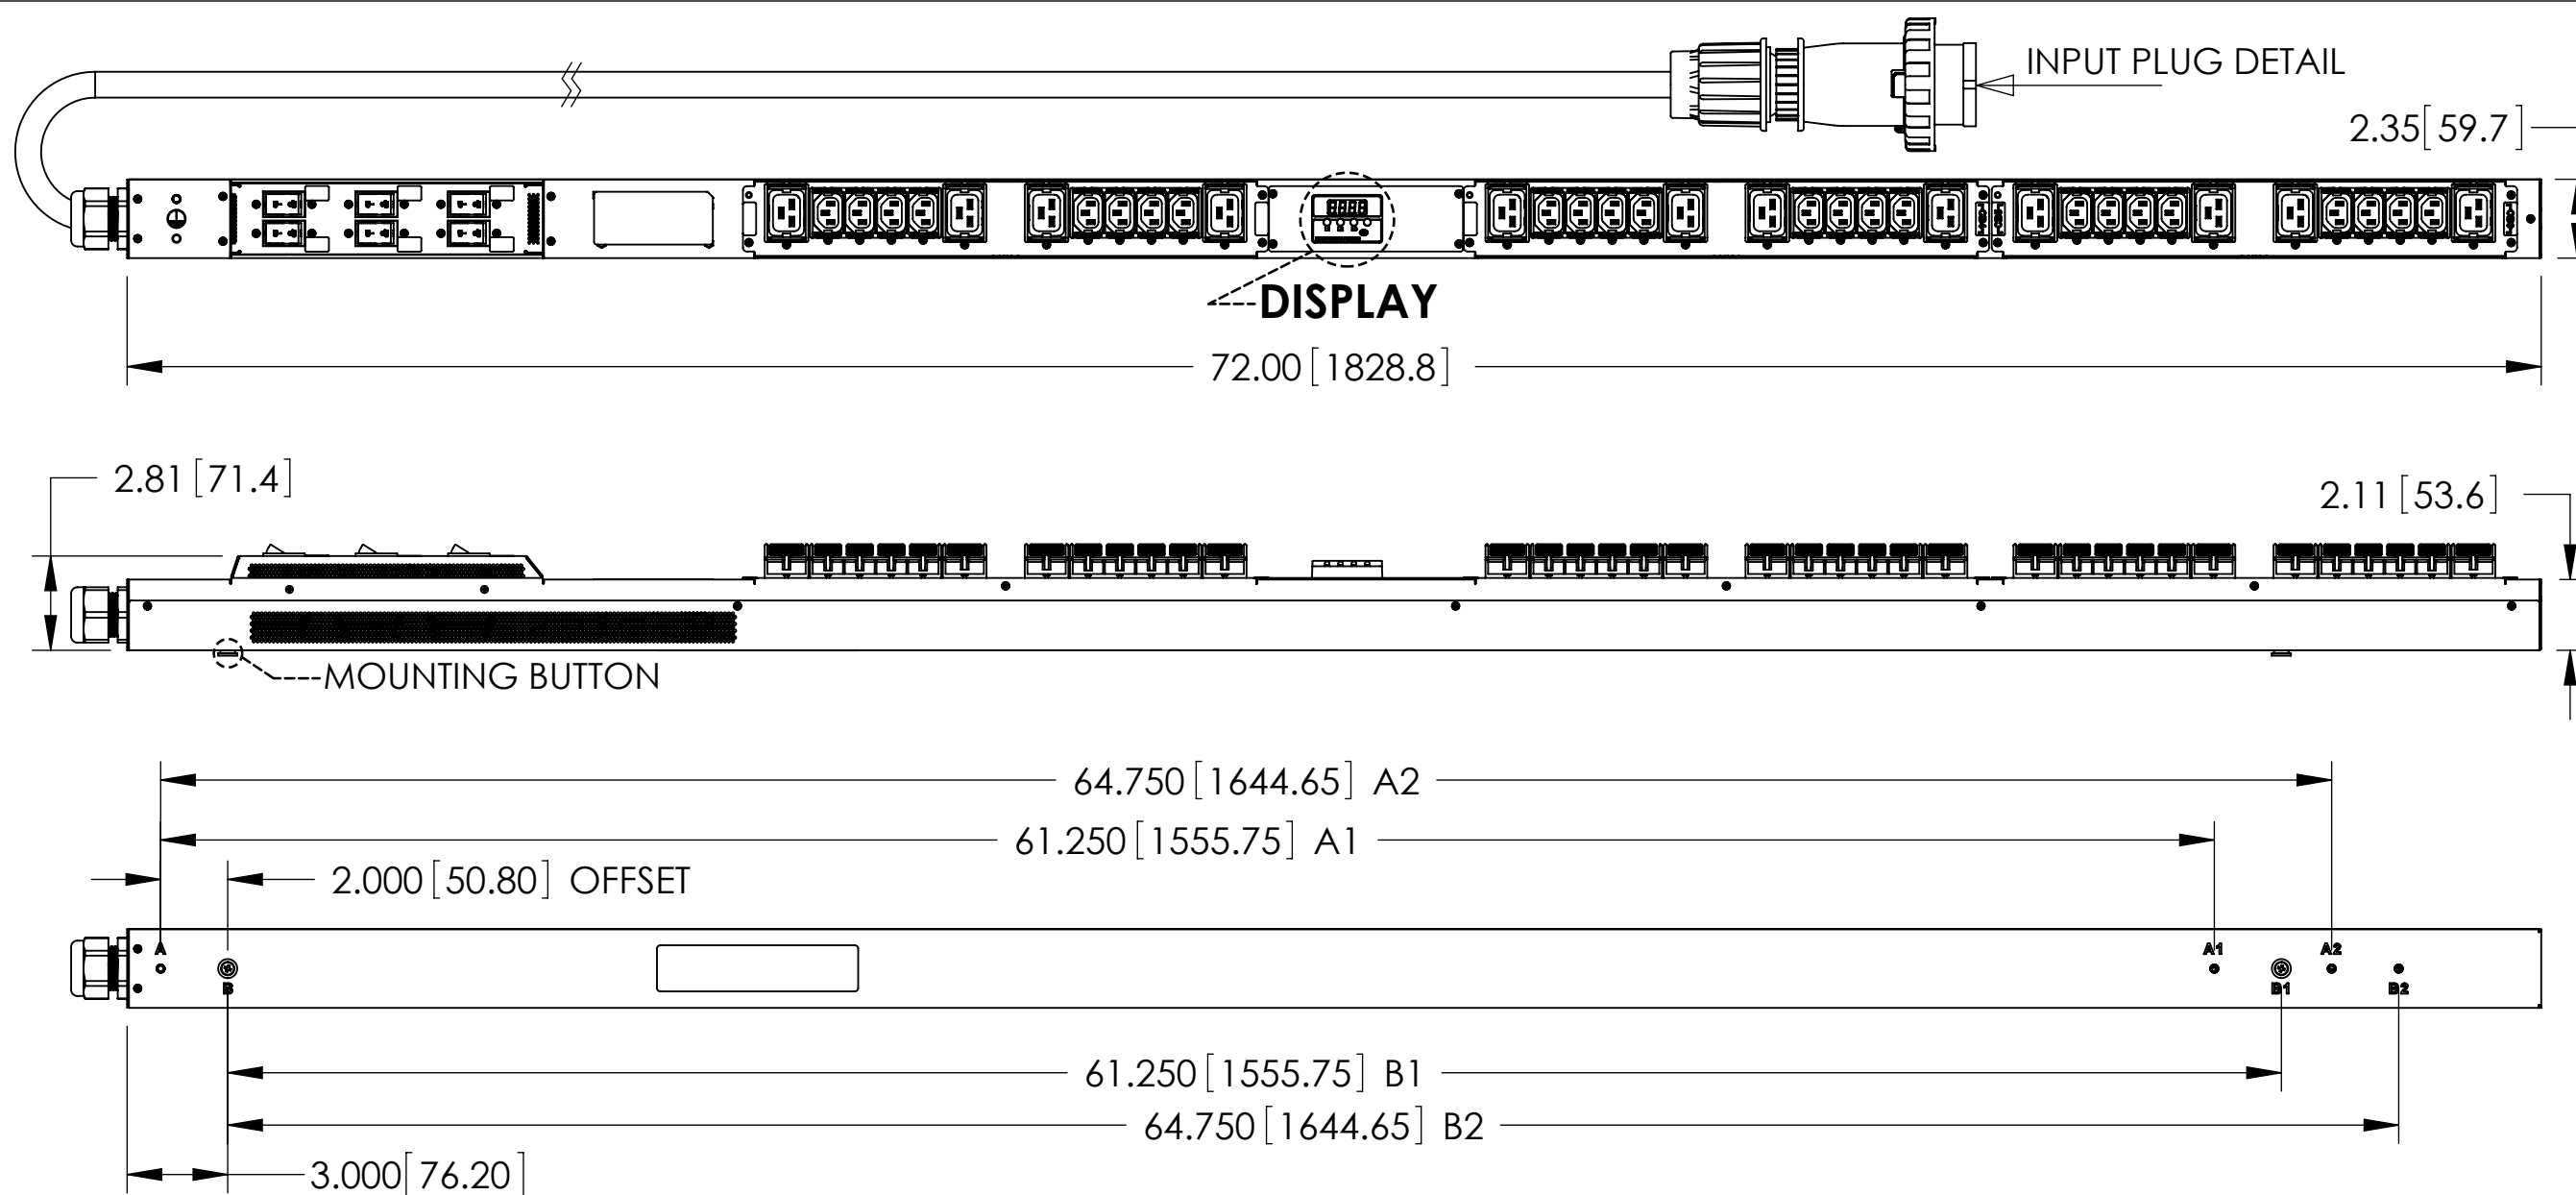 INPUT PLUG DETAIL
2.35[59.7]
DISPLAY
72.00[1828.8]
2.81[71.4]
2.11[53.6]
MOUNTING BUTTON
64.750[1644.65] A2
61.250[1555.75] A1
2.000[50.80] OFFSET
A
A1
A2
B
B1
B2
61.250[1555.75] B1
64.750[1644.65] B2
3.000[76.20]